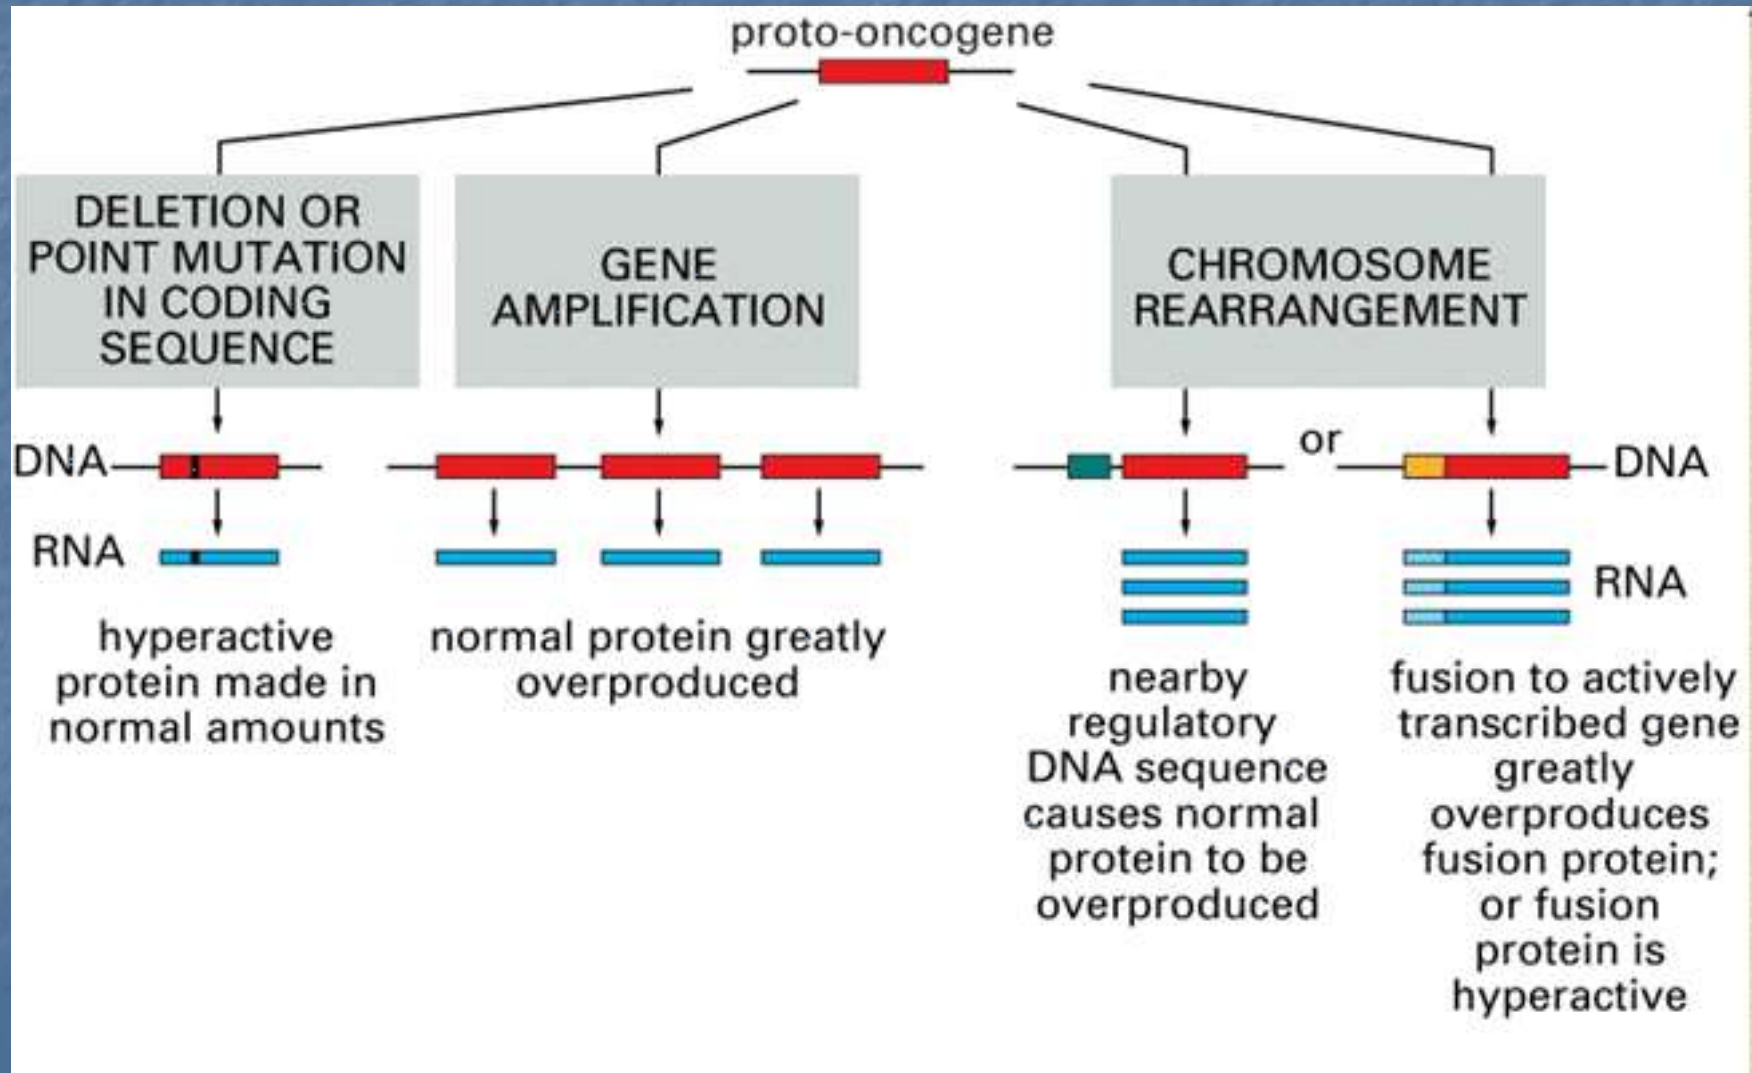 proto-oncogene
DELETION OR
POINT MUTATION
IN CODING
SEQUENCE
GENE
AMPLIFICATION
CHROMOSOME
REARRANGEMENT
DNA
or
DNA
RNA
RNA
hyperactive
protein made in
normal amounts
normal protein greatly
overproduced
nearby
regulatory
DNA sequence
causes normal
protein to be
overproduced
fusion to actively
transcribed gene
greatly
overproduces
fusion protein;
or fusion
protein is
hyperactive